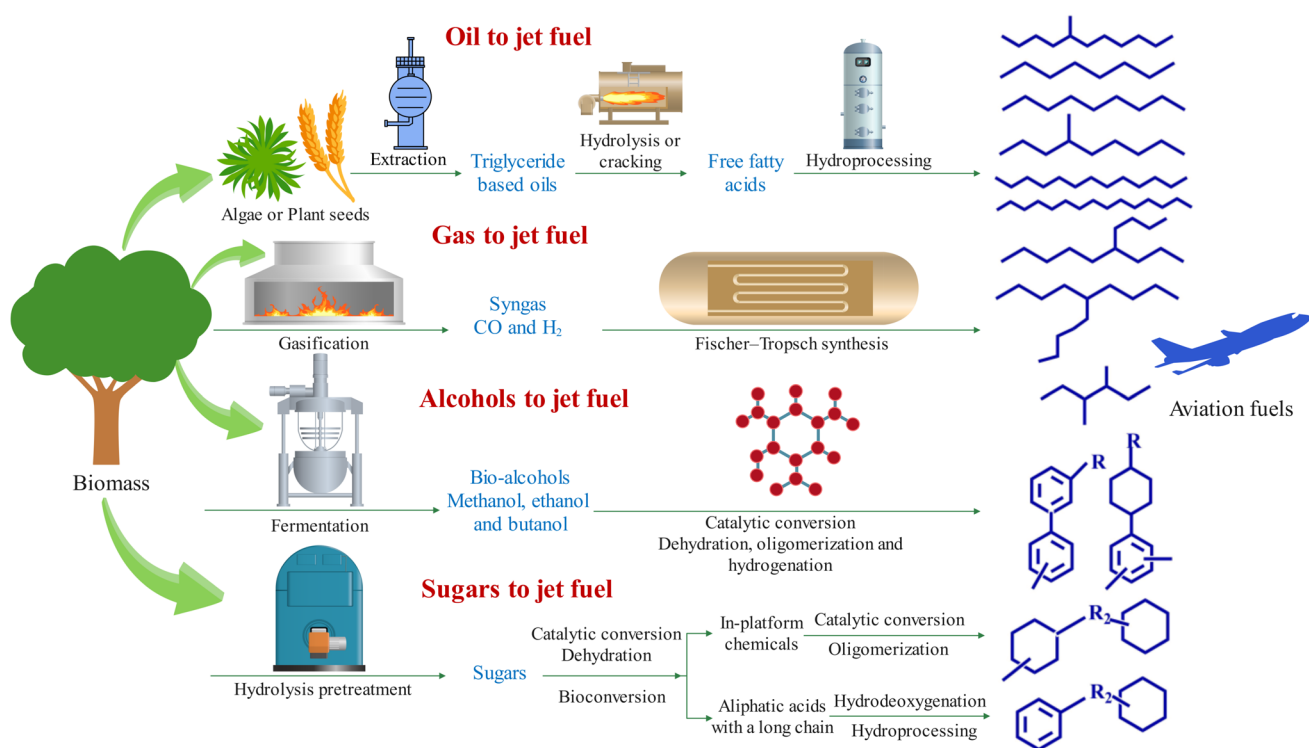 Oil to jet fuel
Extraction
Triglyceride
based oils
Hydrolysis or
cracking
Free fatty
acids
Hydroprocessing
Algae or Plant seeds
Gas to jet fuel
Gasification
Syngas
CO and H₂
Fischer–Tropsch synthesis
Aviation fuels
Biomass
Alcohols to jet fuel
Fermentation
Bio-alcohols
Methanol, ethanol
and butanol
Catalytic conversion
Dehydration, oligomerization and
hydrogenation
R
R
Sugars to jet fuel
Hydrolysis pretreatment
Sugars
Catalytic conversion
Dehydration
Bioconversion
In-platform
chemicals
Catalytic conversion
Oligomerization
R₂
Aliphatic acids
with a long chain
Hydrodeoxygenation
Hydroprocessing
R₂